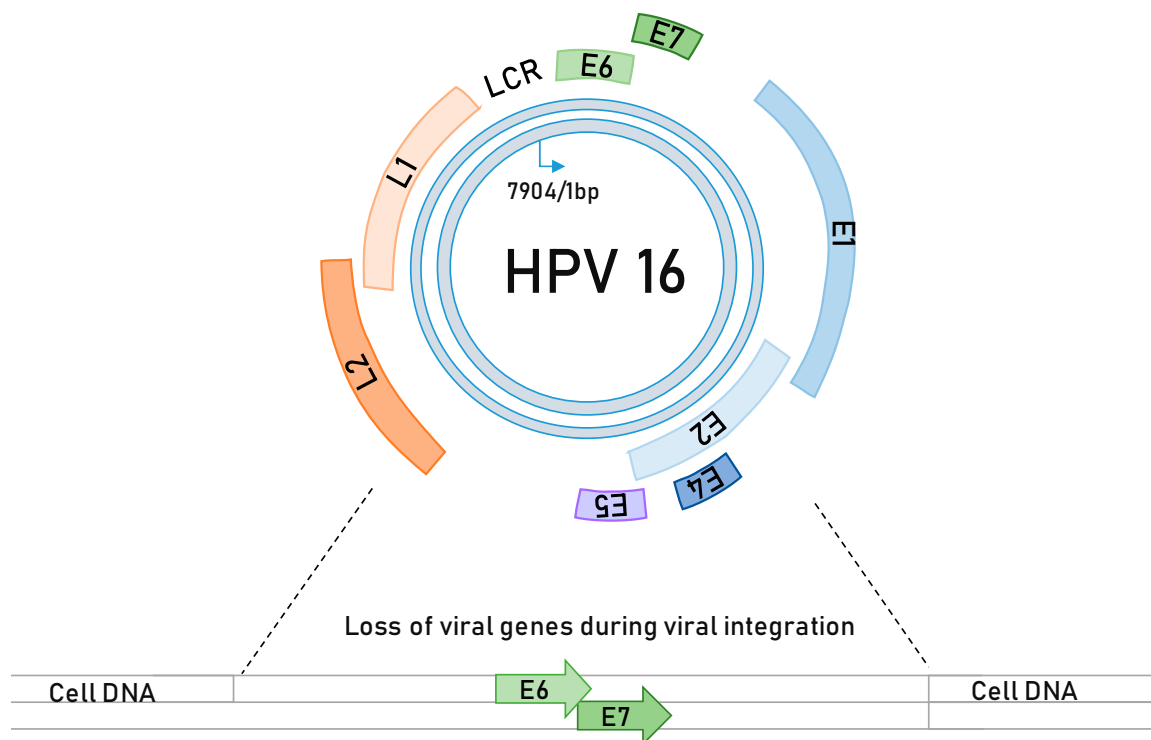 E7
E6
LCR
L1
7904/1bp
E1
HPV 16
L2
E2
E4
E5
Loss of viral genes during viral integration
Cell DNA
E6
E7
Cell DNA